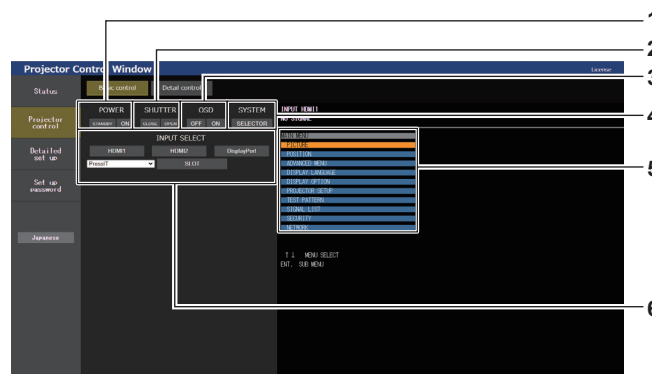 1
Projector Control Window
License
2
Status
Basic control
Detail control
3
POWER SHUTTER OSD SYSTEM
STANDBY ON CLOSE OPEN OFF ON SELECTOR
INPUT HDMI1
NO SIGNAL
4
Projector control
INPUT SELECT
HDMI1 HDMI2 DisplayPort
PressIT SLOT
MAIN MENU
PICTURE
POSITION
ADVANCED MENU
DISPLAY LANGUAGE
DISPLAY OPTION
PROJECTOR SETUP
TEST PATTERN
SIGNAL LIST
SECURITY
NETWORK
5
Detailed set up
Set up password
Japanese
↑↓ MENU SELECT
ENT. SUB MENU
6